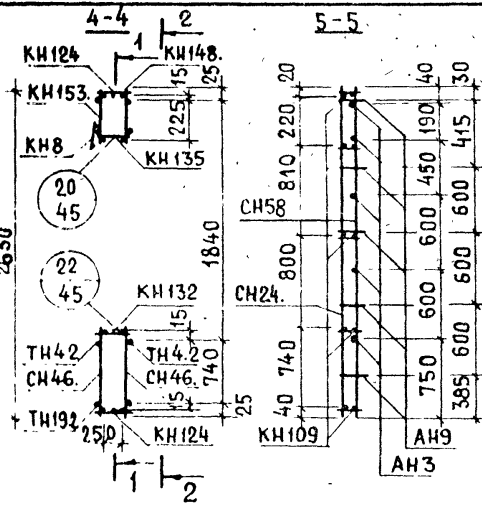 4-4
1 2
КН124
КН148.
КН153.
КН8
КН135
15
25
225
20
45
22
45
2630
1840
КН132
15
ТН42
ТН4.2
СН46.
СН46.
740
15
25
ТН192
КН124
250
1 2
5-5
20
220
810
800
740
40
40
190
450
600
600
750
30
415
600
600
600
385
СН58
СН24.
КН109
АН9
АН3